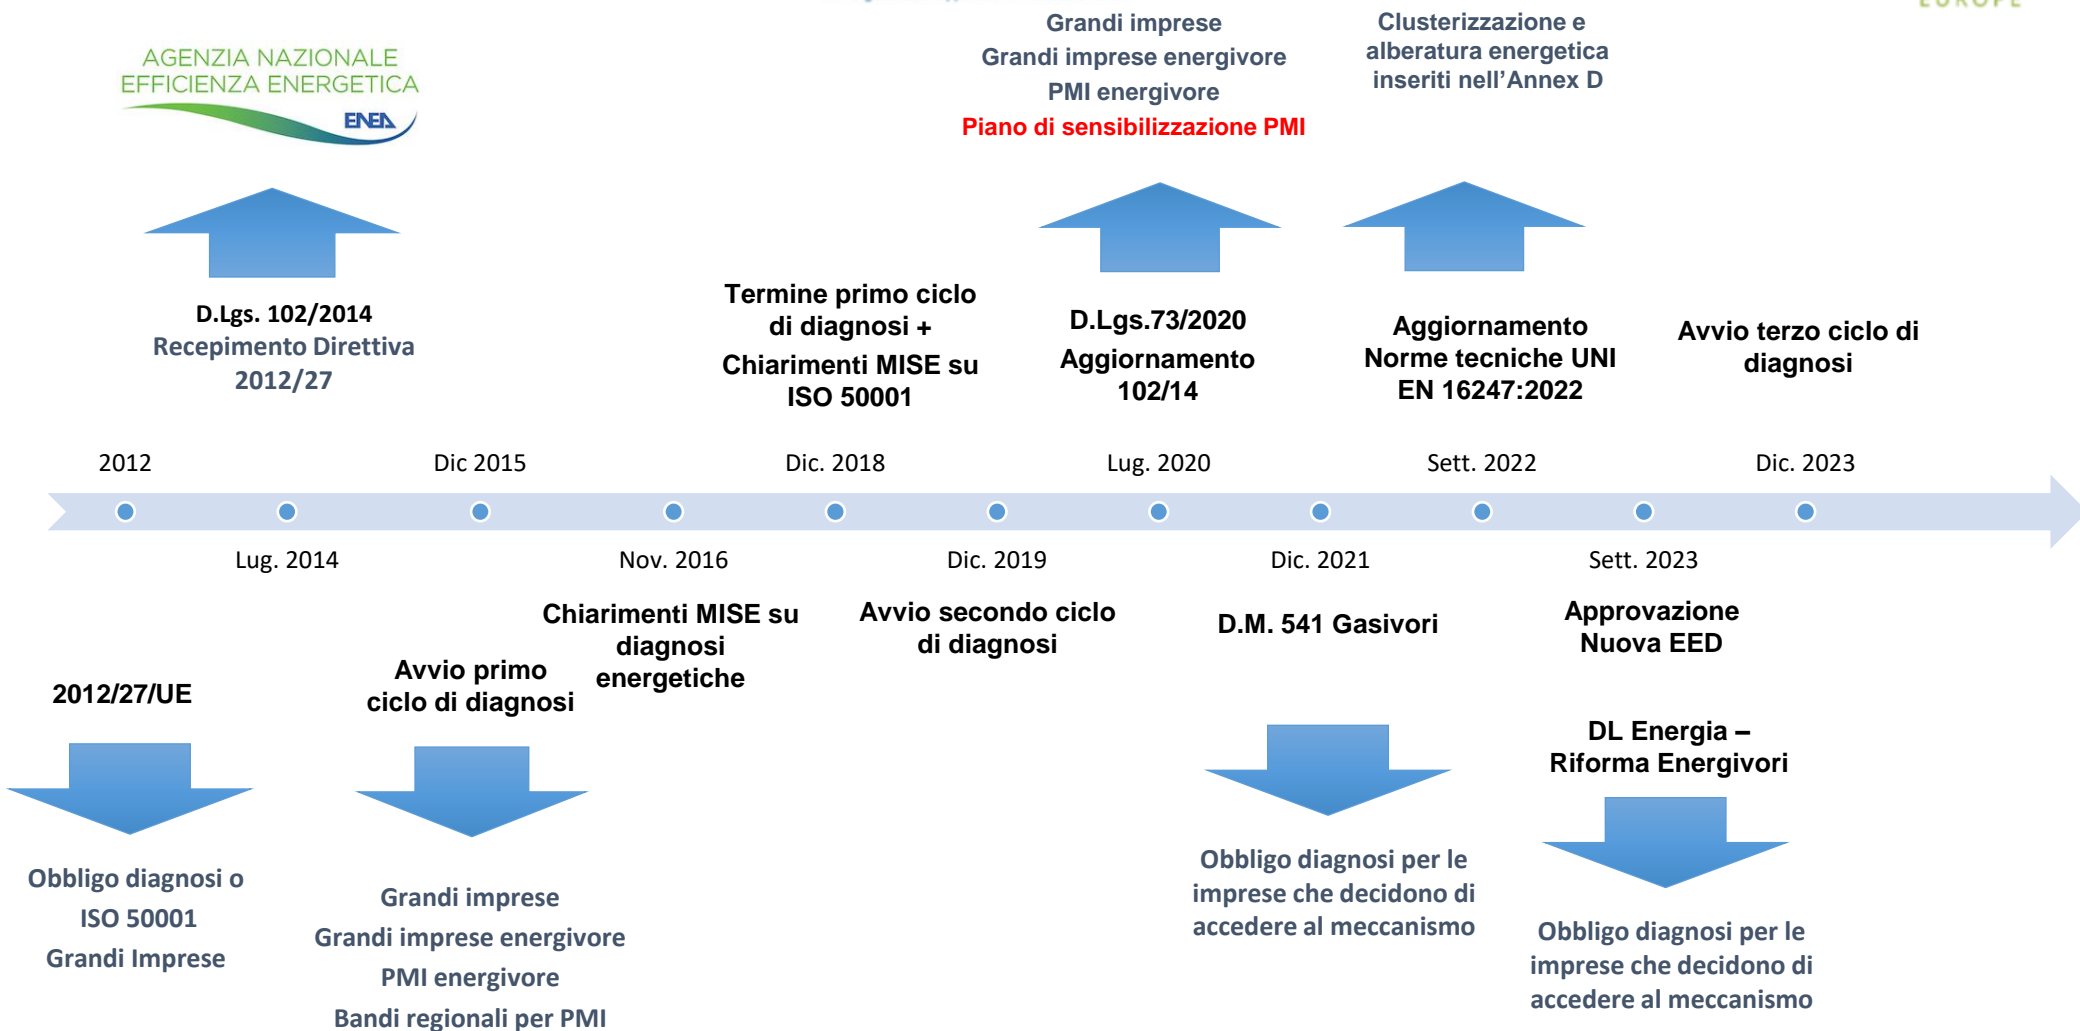 EUROPE
Grandi imprese
Grandi imprese energivore
PMI energivore
Piano di sensibilizzazione PMI
Clusterizzazione e
alberatura energetica
inseriti nell'Annex D
AGENZIA NAZIONALE
EFFICIENZA ENERGETICA
ENEA
D.Lgs. 102/2014
Recepimento Direttiva
2012/27
Termine primo ciclo
di diagnosi +
Chiarimenti MISE su
ISO 50001
D.Lgs.73/2020
Aggiornamento
102/14
Aggiornamento
Norme tecniche UNI
EN 16247:2022
Avvio terzo ciclo di
diagnosi
2012
Dic 2015
Dic. 2018
Lug. 2020
Sett. 2022
Dic. 2023
Lug. 2014
Nov. 2016
Dic. 2019
Dic. 2021
Sett. 2023
2012/27/UE
Avvio primo
ciclo di diagnosi
Chiarimenti MISE su
diagnosi
energetiche
Avvio secondo ciclo
di diagnosi
D.M. 541 Gasivori
Approvazione
Nuova EED
DL Energia –
Riforma Energivori
Obbligo diagnosi o
ISO 50001
Grandi Imprese
Grandi imprese
Grandi imprese energivore
PMI energivore
Bandi regionali per PMI
Obbligo diagnosi per le
imprese che decidono di
accedere al meccanismo
Obbligo diagnosi per le
imprese che decidono di
accedere al meccanismo